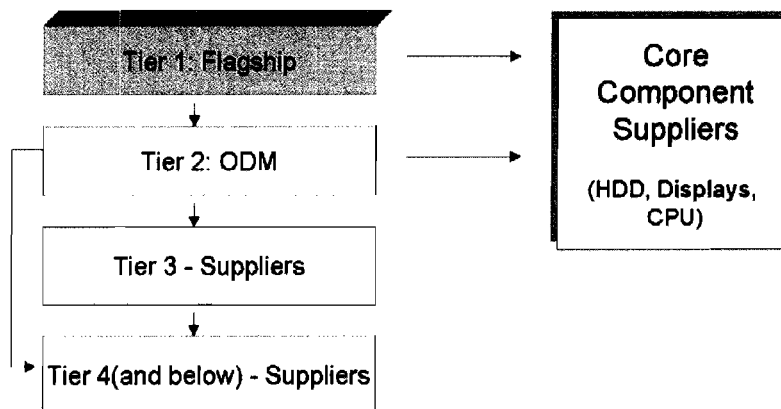 Tier 1: Flagship
Tier 2: ODM
Tier 3 - Suppliers
Tier 4(and below) - Suppliers
Core
Component
Suppliers
(HDD, Displays,
CPU)